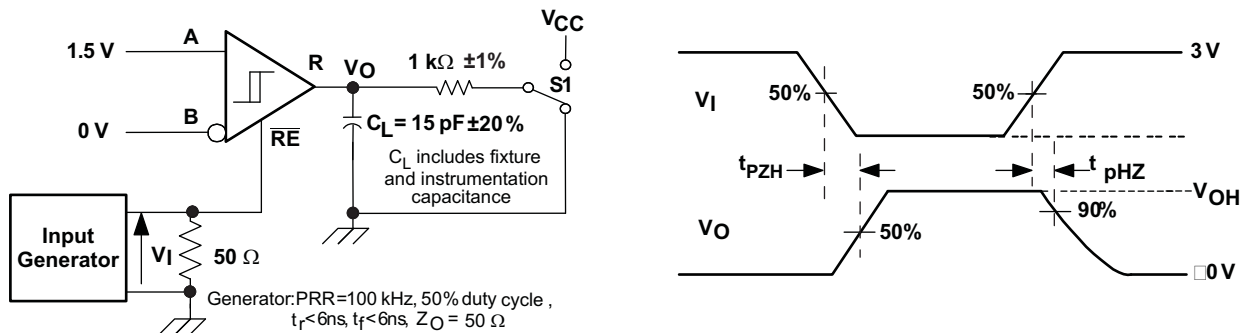 VCC
1.5 V
A
R
VO
1 kΩ ±1%
S1
B
0 V
RE
CL = 15 pF±20%
CL includes fixture
and instrumentation
capacitance
Input
Generator
VI
50 Ω
Generator:PRR=100 kHz, 50% duty cycle ,
tr<6ns, tf<6ns, ZO = 50 Ω
3 V
VI
50%
50%
tPZH
t pHZ
VOH
90%
VO
50%
□0 V